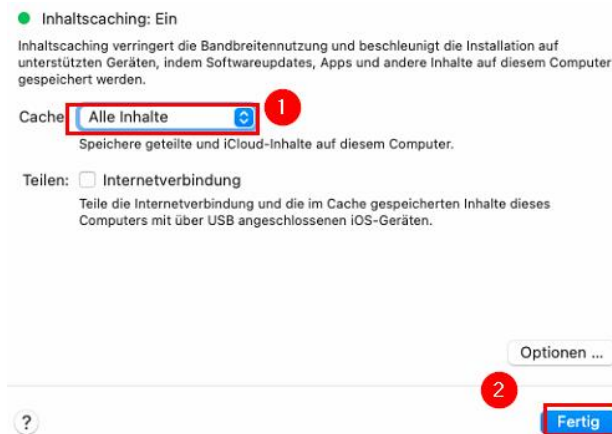 Inhaltscaching: Ein
Inhaltscaching verringert die Bandbreitennutzung und beschleunigt die Installation auf
unterstützten Geräten, indem Softwareupdates, Apps und andere Inhalte auf diesem Computer
gespeichert werden.
Cache Alle Inhalte 1
Speichere geteilte und iCloud-Inhalte auf diesem Computer.
Teilen: Internetverbindung
Teile die Internetverbindung und die im Cache gespeicherten Inhalte dieses
Computers mit über USB angeschlossenen iOS-Geräten.
Optionen ...
2
? Fertig